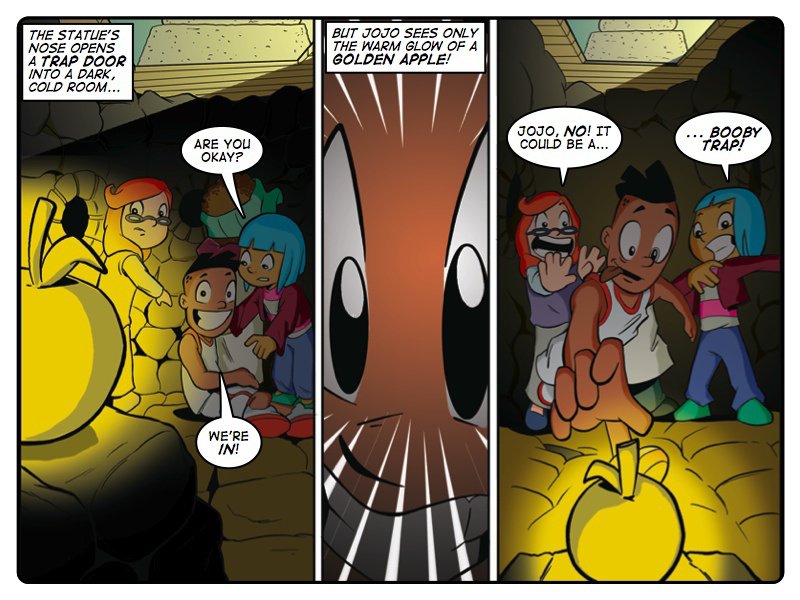 THE STATUE'S
NOSE OPENS
A TRAP DOOR
INTO A DARK,
COLD ROOM...
ARE YOU
OKAY?
WE'RE
IN!
BUT JOJO SEES ONLY
THE WARM GLOW OF A
GOLDEN APPLE!
JOJO, NO! IT
COULD BE A...
... BOOBY
TRAP!